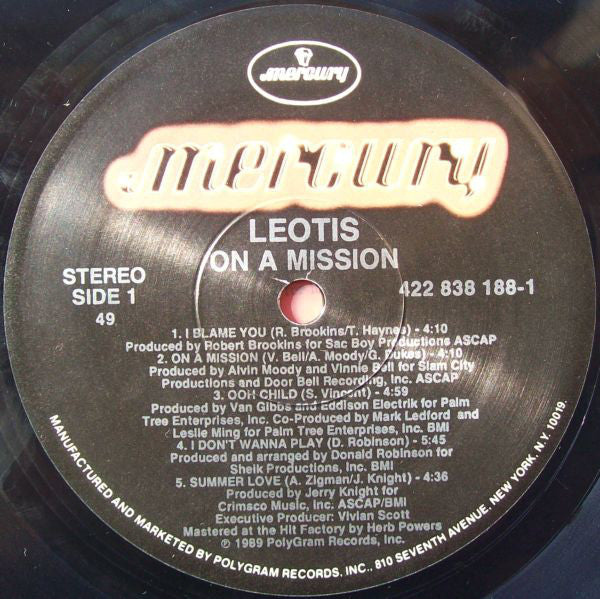 mercury
mercury
LEOTIS
ON A MISSION
STEREO
SIDE 1
49
422 838 188-1
1. I BLAME YOU (R. Brookins/T. Haynes) - 4:10
Produced by Robert Brookins for Sac Boy Productions ASCAP
2. ON A MISSION (V. Bell/A. Moody/G. Dukes) - 4:10
Produced by Alvin Moody and Vinnie Bell for Slam City
Productions and Door Bell Recording, Inc. ASCAP
3. OOH CHILD (S. Vincent) - 4:59
Produced by Van Gibbs and Eddison Electrik for Palm
Tree Enterprises, Inc. Co-Produced by Mark Ledford and
Leslie Ming for Palm Tree Enterprises, Inc. BMI
4. I DON'T WANNA PLAY (D. Robinson) - 5:45
Produced and arranged by Donald Robinson for
Sheik Productions, Inc. BMI
5. SUMMER LOVE (A. Zigman/J. Knight) - 4:36
Produced by Jerry Knight for
Crimsco Music, Inc. ASCAP/BMI
Executive Producer: Vivian Scott
Mastered at the Hit Factory by Herb Powers
℗ 1989 PolyGram Records, Inc.
MANUFACTURED AND MARKETED BY POLYGRAM RECORDS, INC., 810 SEVENTH AVENUE, NEW YORK, N.Y. 10019.